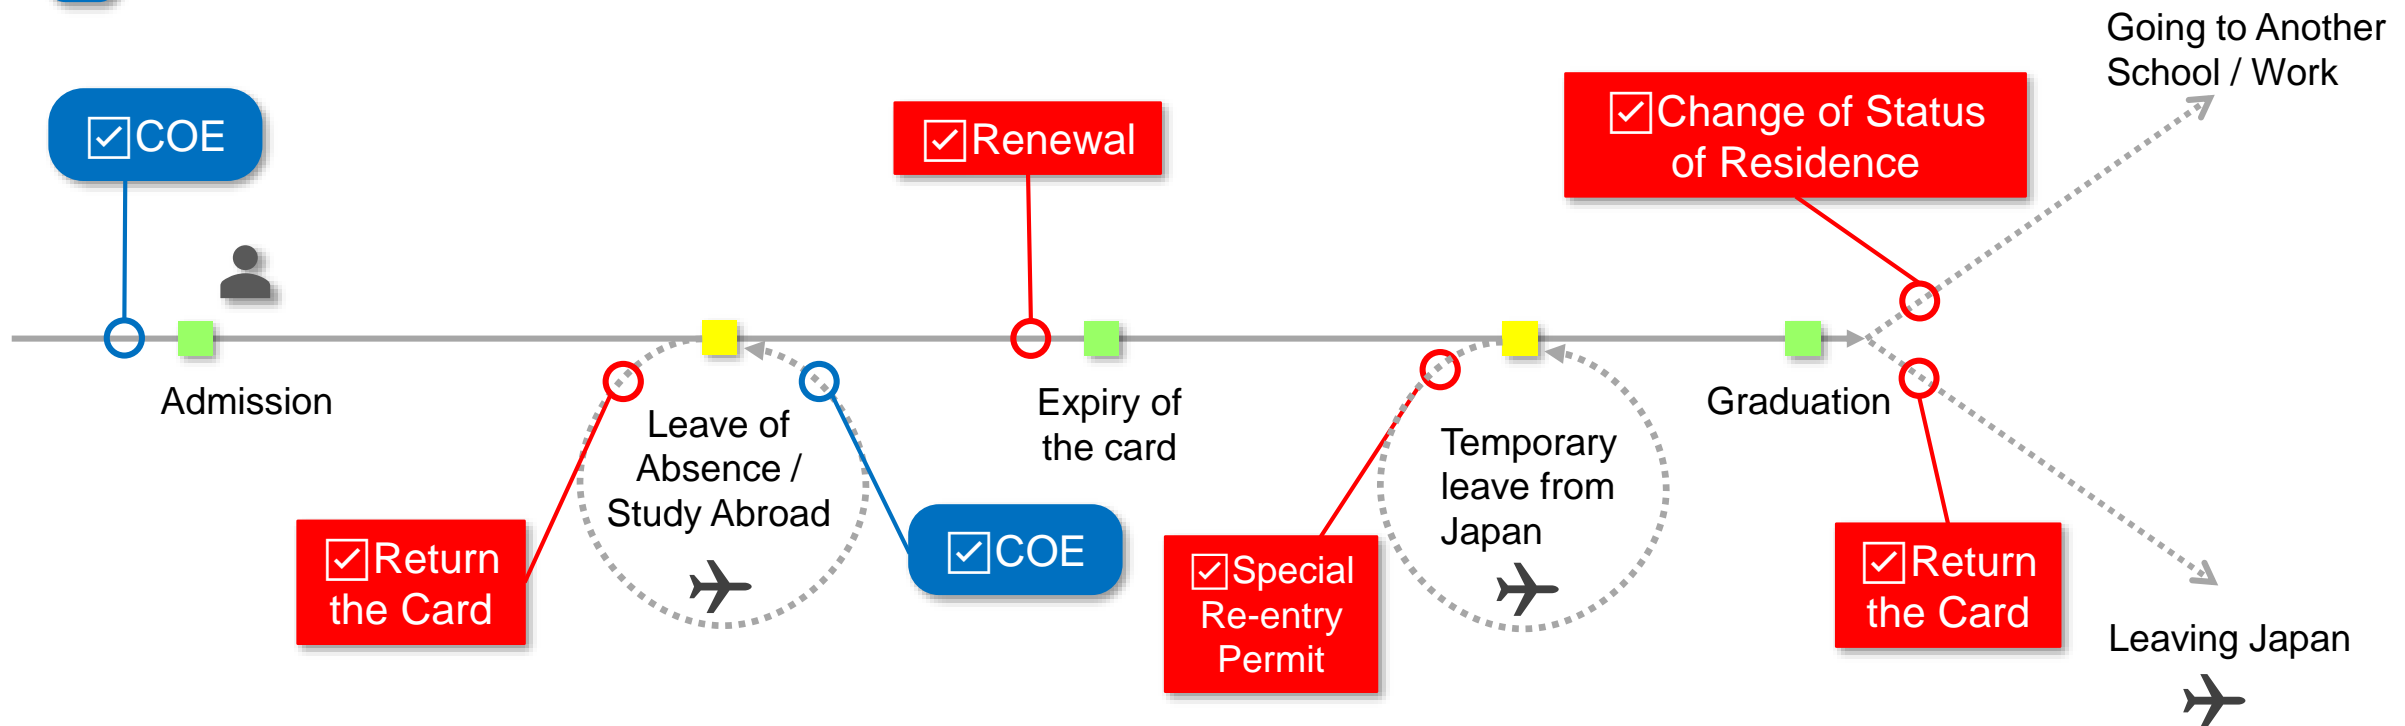 Going to Another
School / Work
☑COE
☑Renewal
☑Change of Status
of Residence
Admission
Leave of
Absence /
Study Abroad
Expiry of
the card
Temporary
leave from
Japan
Graduation
☑Return
the Card
☑COE
☑Special
Re-entry
Permit
☑Return
the Card
Leaving Japan